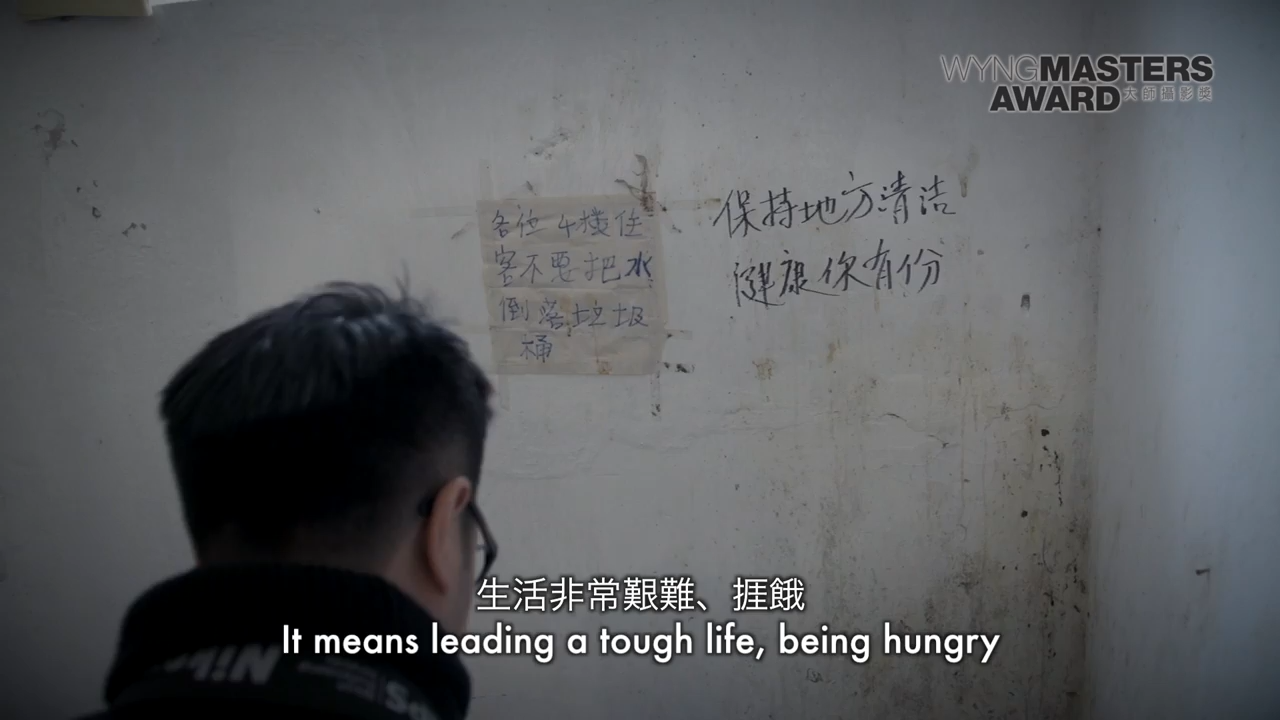 WYNG MASTERS
AWARD 大師攝影獎
各位4樓住
客不要把水
倒落垃圾
桶
保持地方清洁
健康你有份
生活非常艱難、捱餓
It means leading a tough life, being hungry